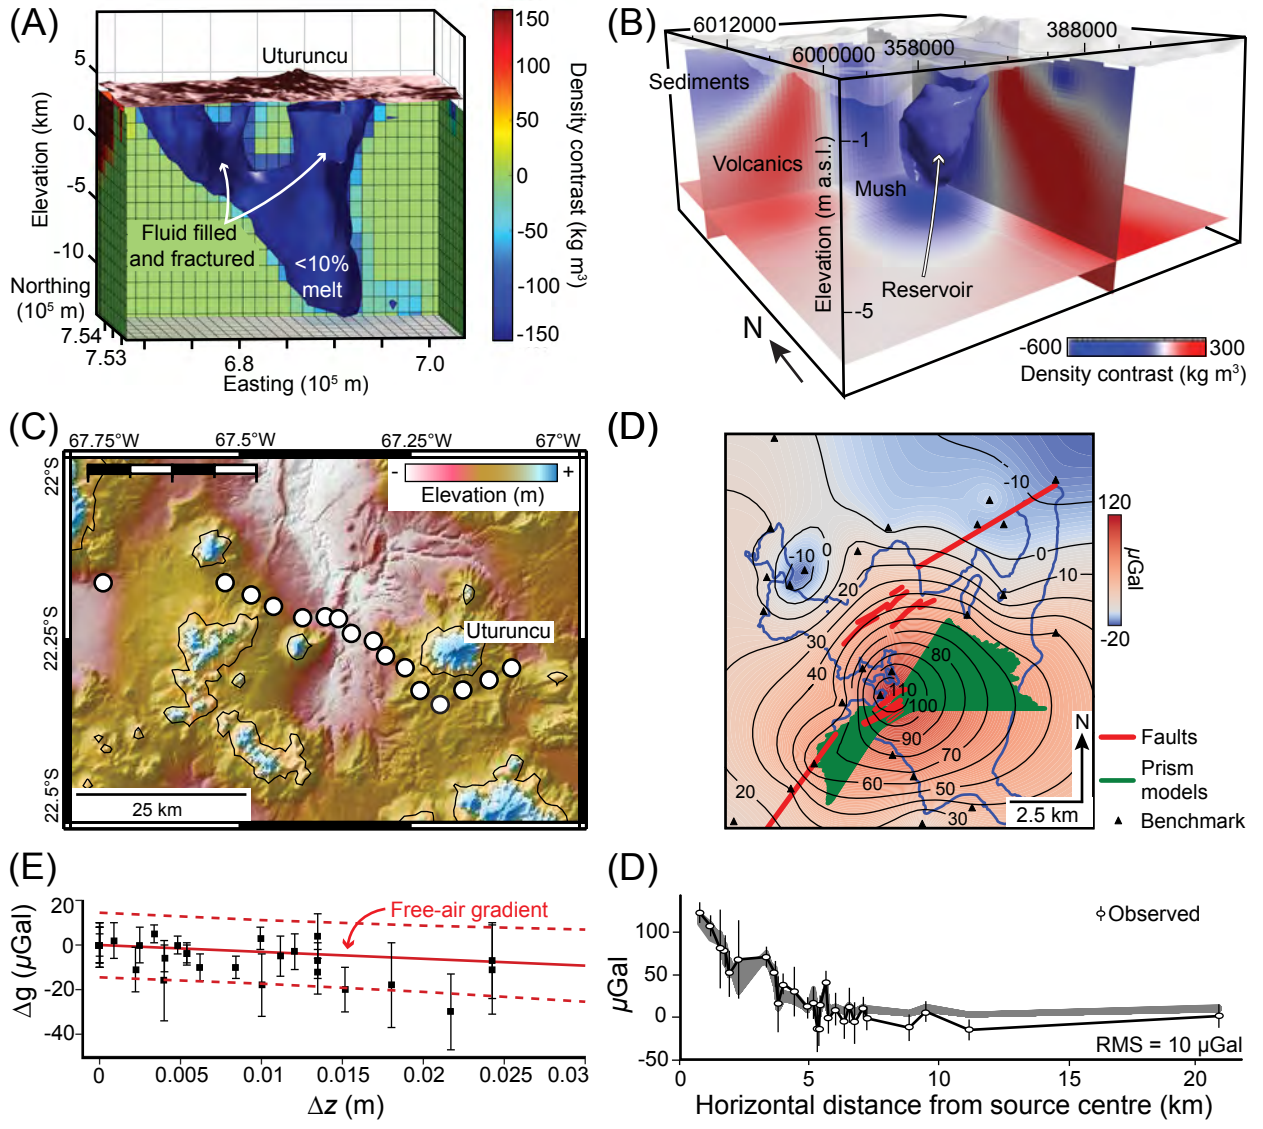 (A)
Uturuncu
5
0
-5
-10
Elevation (km)
Fluid filled
and fractured
<10%
melt
Northing
(10⁵ m)
7.54
7.53
6.8
7.0
Easting (10⁵ m)
150
100
50
0
-50
-100
-150
Density contrast (kg m³)
(B)
6012000
6000000
358000
388000
Sediments
Volcanics
Mush
-1
-5
Elevation (m a.s.l.)
Reservoir
N
-600
300
Density contrast (kg m³)
(C)
67.75°W
67.5°W
67.25°W
67°W
22°S
22.25°S
22.5°S
-
+
Elevation (m)
Uturuncu
25 km
(D)
-10
0
-10
0
10
20
30
40
80
110
100
90
70
60
50
30
20
120
-20
µGal
N
2.5 km
Faults
Prism
models
Benchmark
(E)
20
0
-20
-40
Δg (µGal)
Free-air gradient
0
0.005
0.01
0.015
0.02
0.025
0.03
Δz (m)
(D)
100
50
0
-50
µGal
Observed
RMS = 10 µGal
0
5
10
15
20
Horizontal distance from source centre (km)